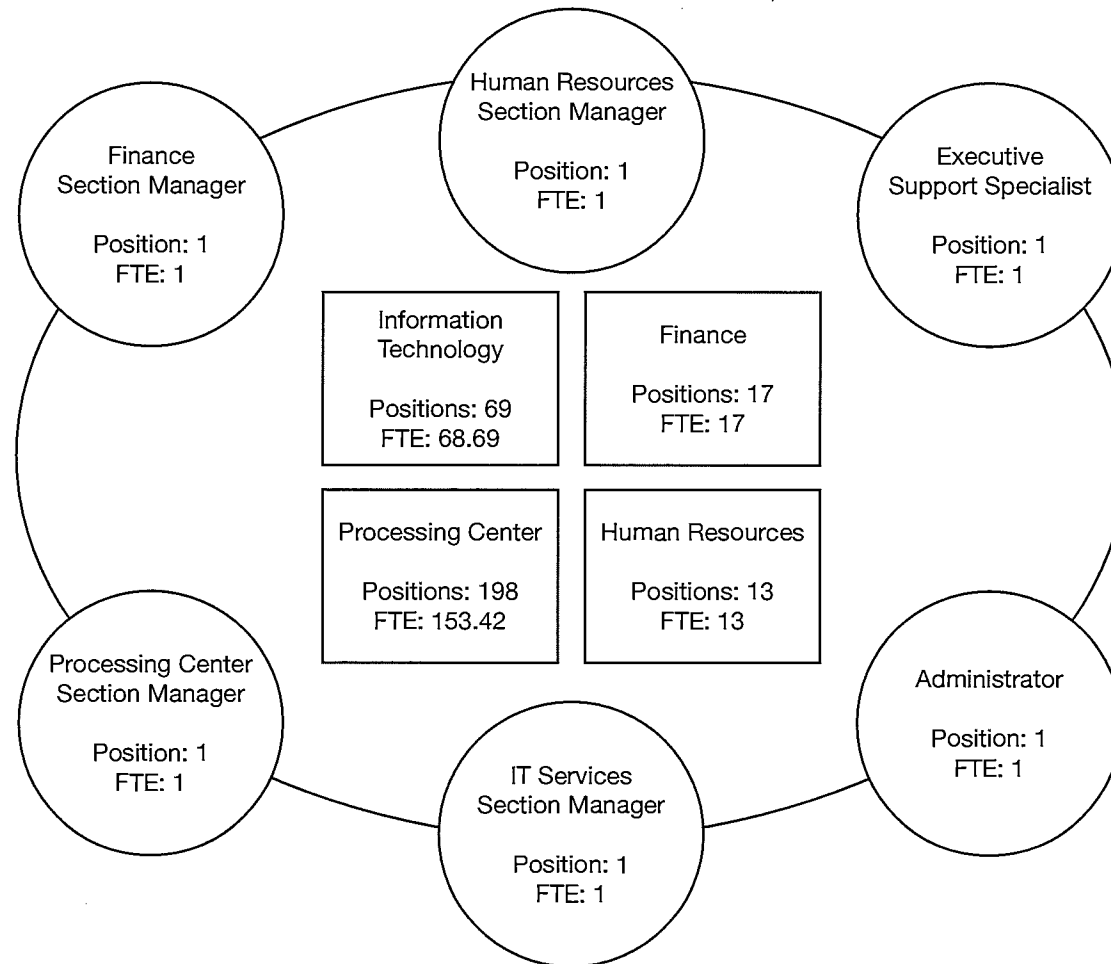 Human Resources
Section Manager
Position: 1
FTE: 1
Finance
Section Manager
Position: 1
FTE: 1
Executive
Support Specialist
Position: 1
FTE: 1
Information
Technology
Positions: 69
FTE: 68.69
Finance
Positions: 17
FTE: 17
Processing Center
Positions: 198
FTE: 153.42
Human Resources
Positions: 13
FTE: 13
Processing Center
Section Manager
Position: 1
FTE: 1
Administrator
Position: 1
FTE: 1
IT Services
Section Manager
Position: 1
FTE: 1